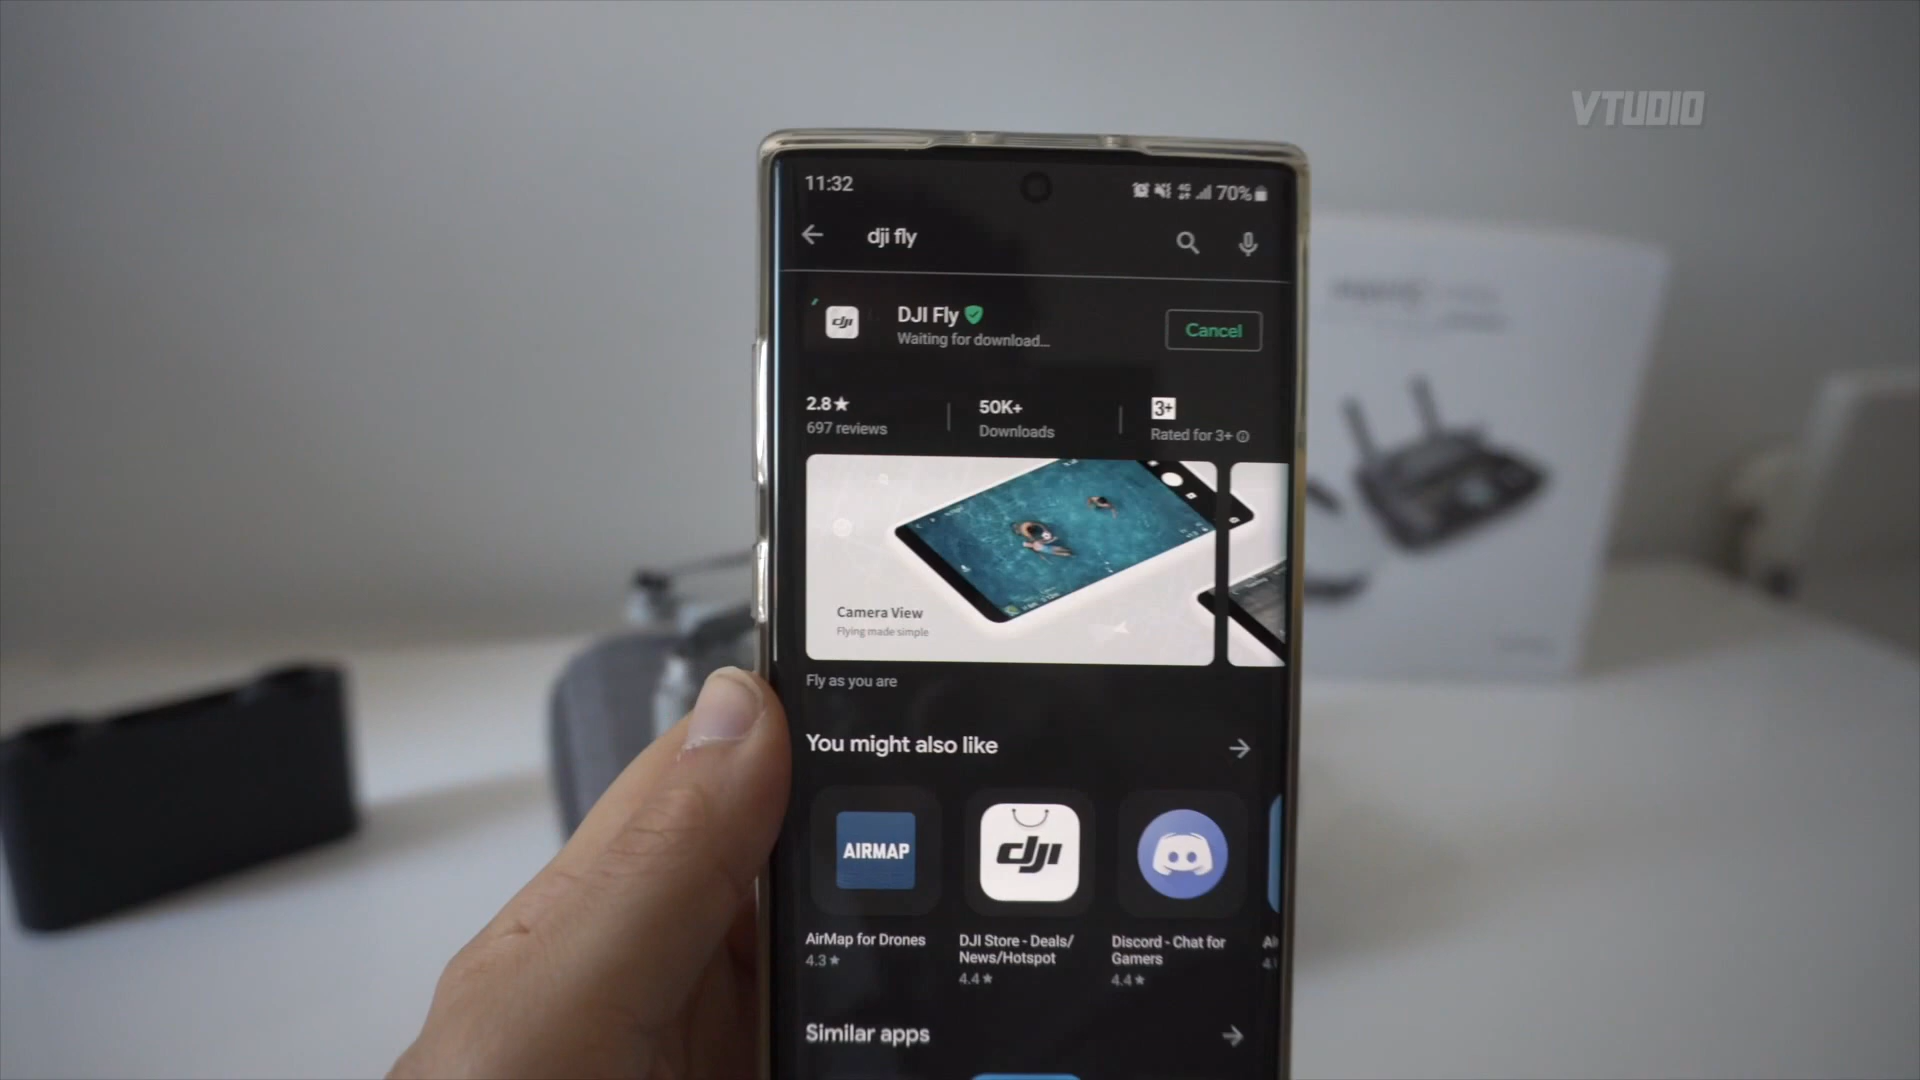 VTUDIO
11:32
4G
70%
dji fly
dji
DJI Fly
Waiting for download...
Cancel
2.8★
697 reviews
50K+
Downloads
3+
Rated for 3+
Camera View
Flying made simple
Fly as you are
You might also like
AIRMAP
dji
AirMap for Drones
4.3★
DJI Store - Deals/
News/Hotspot
4.4★
Discord - Chat for
Gamers
4.4★
Similar apps